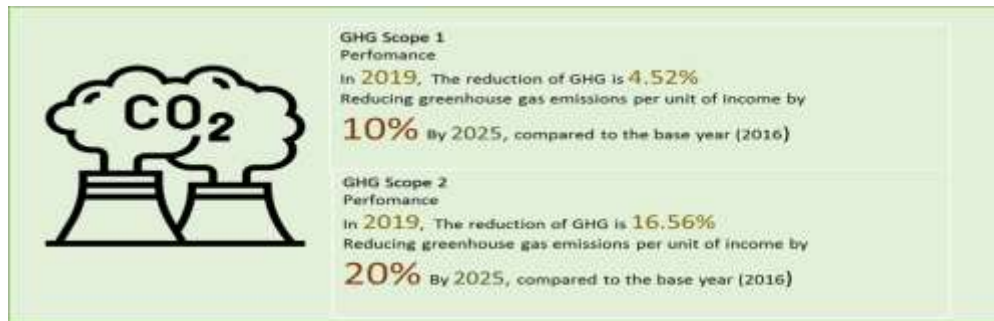 CO2
GHG Scope 1
Perfomance
In 2019, The reduction of GHG is 4.52%
Reducing greenhouse gas emissions per unit of income by
10% By 2025, compared to the base year (2016)
GHG Scope 2
Perfomance
In 2019, The reduction of GHG is 16.56%
Reducing greenhouse gas emissions per unit of income by
20% By 2025, compared to the base year (2016)